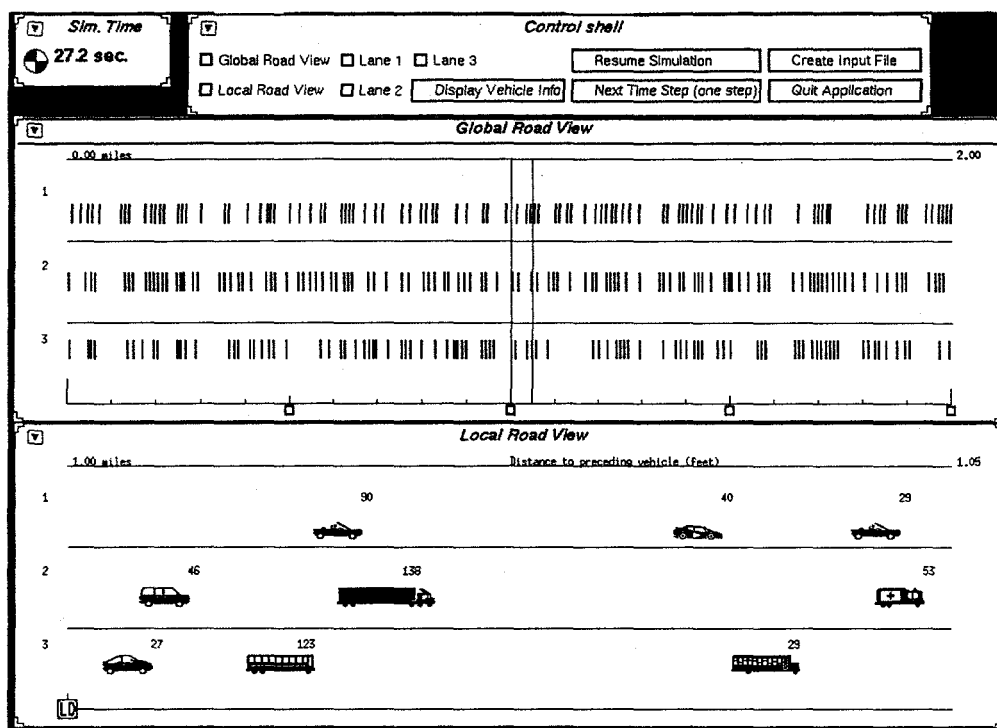 Sim. Time
27.2 sec.
Control shell
Global Road View Lane 1 Lane 3 Resume Simulation Create Input File
Local Road View Lane 2 Display Vehicle Info Next Time Step (one step) Quit Application
Global Road View
0.00 miles 2.00
1
2
3
Local Road View
1.00 miles Distance to preceding vehicle (feet) 1.05
1 90 40 29
2 46 138 53
3 27 123 29
LD